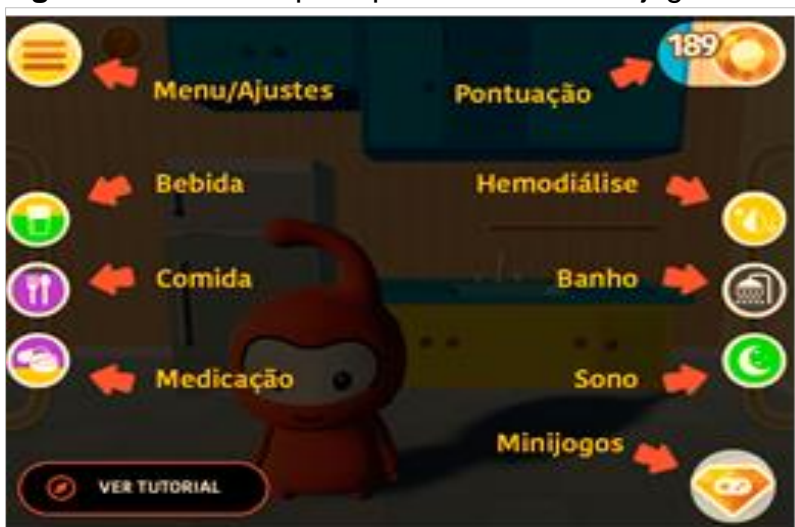 189
Menu/Ajustes
Pontuação
Bebida
Hemodiálise
Comida
Banho
Medicação
Sono
Minijogos
VER TUTORIAL